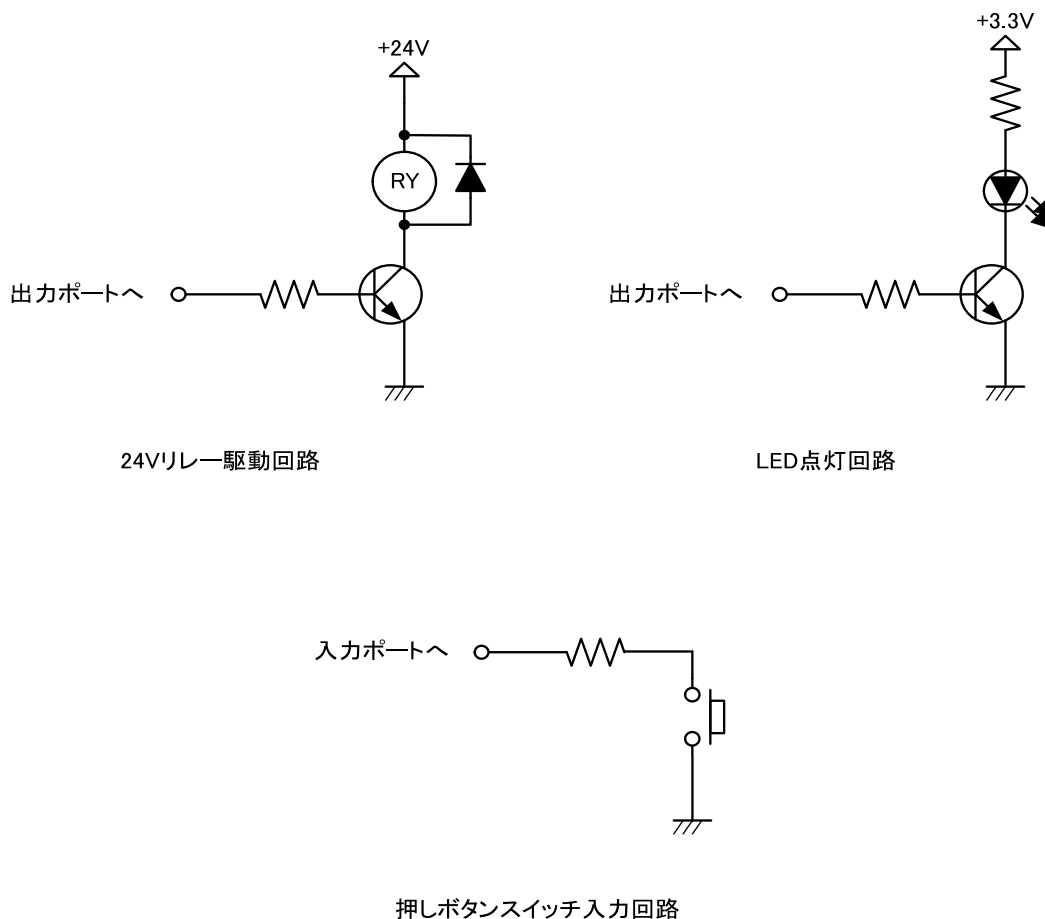 +24V
RY
出力ポートへ
24Vリレー駆動回路
+3.3V
出力ポートへ
LED点灯回路
入力ポートへ
押しボタンスイッチ入力回路